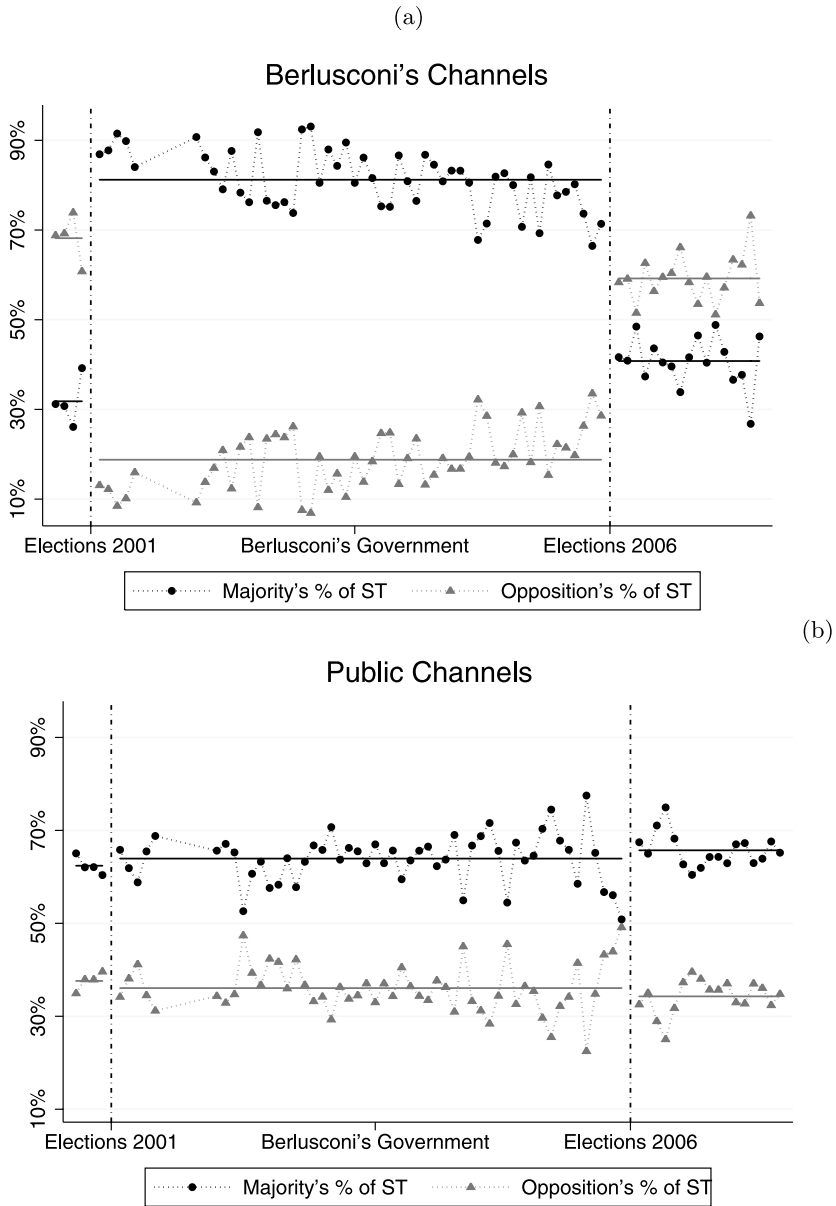 (a)
Berlusconi's Channels
90%
70%
50%
30%
10%
Elections 2001 Berlusconi's Government Elections 2006
Majority's % of ST Opposition's % of ST
(b)
Public Channels
90%
70%
50%
30%
10%
Elections 2001 Berlusconi's Government Elections 2006
Majority's % of ST Opposition's % of ST